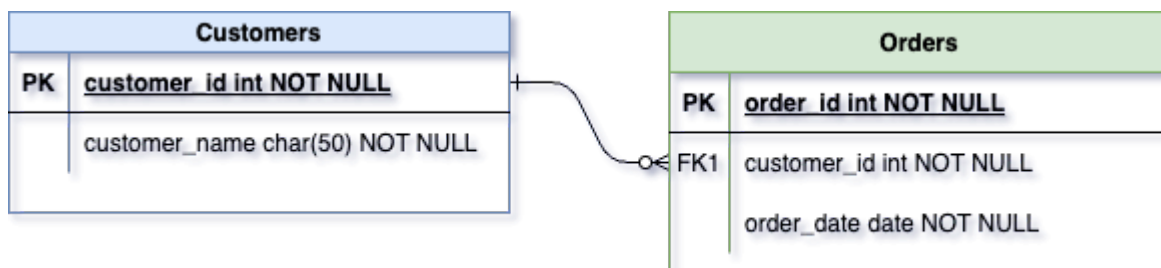 Customers
PK customer_id int NOT NULL
customer_name char(50) NOT NULL
Orders
PK order_id int NOT NULL
FK1 customer_id int NOT NULL
order_date date NOT NULL